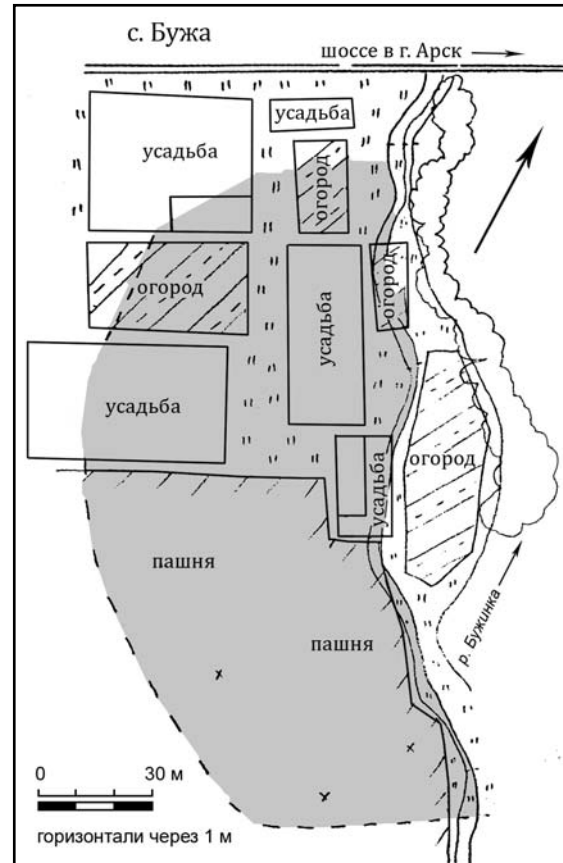 с. Бужа
шоссе в г. Арск
усадьба
усадьба
огород
огород
огород
усадьба
усадьба
огород
усадьба
пашня
пашня
р. Бужинка
0 30 м
горизонтали через 1 м